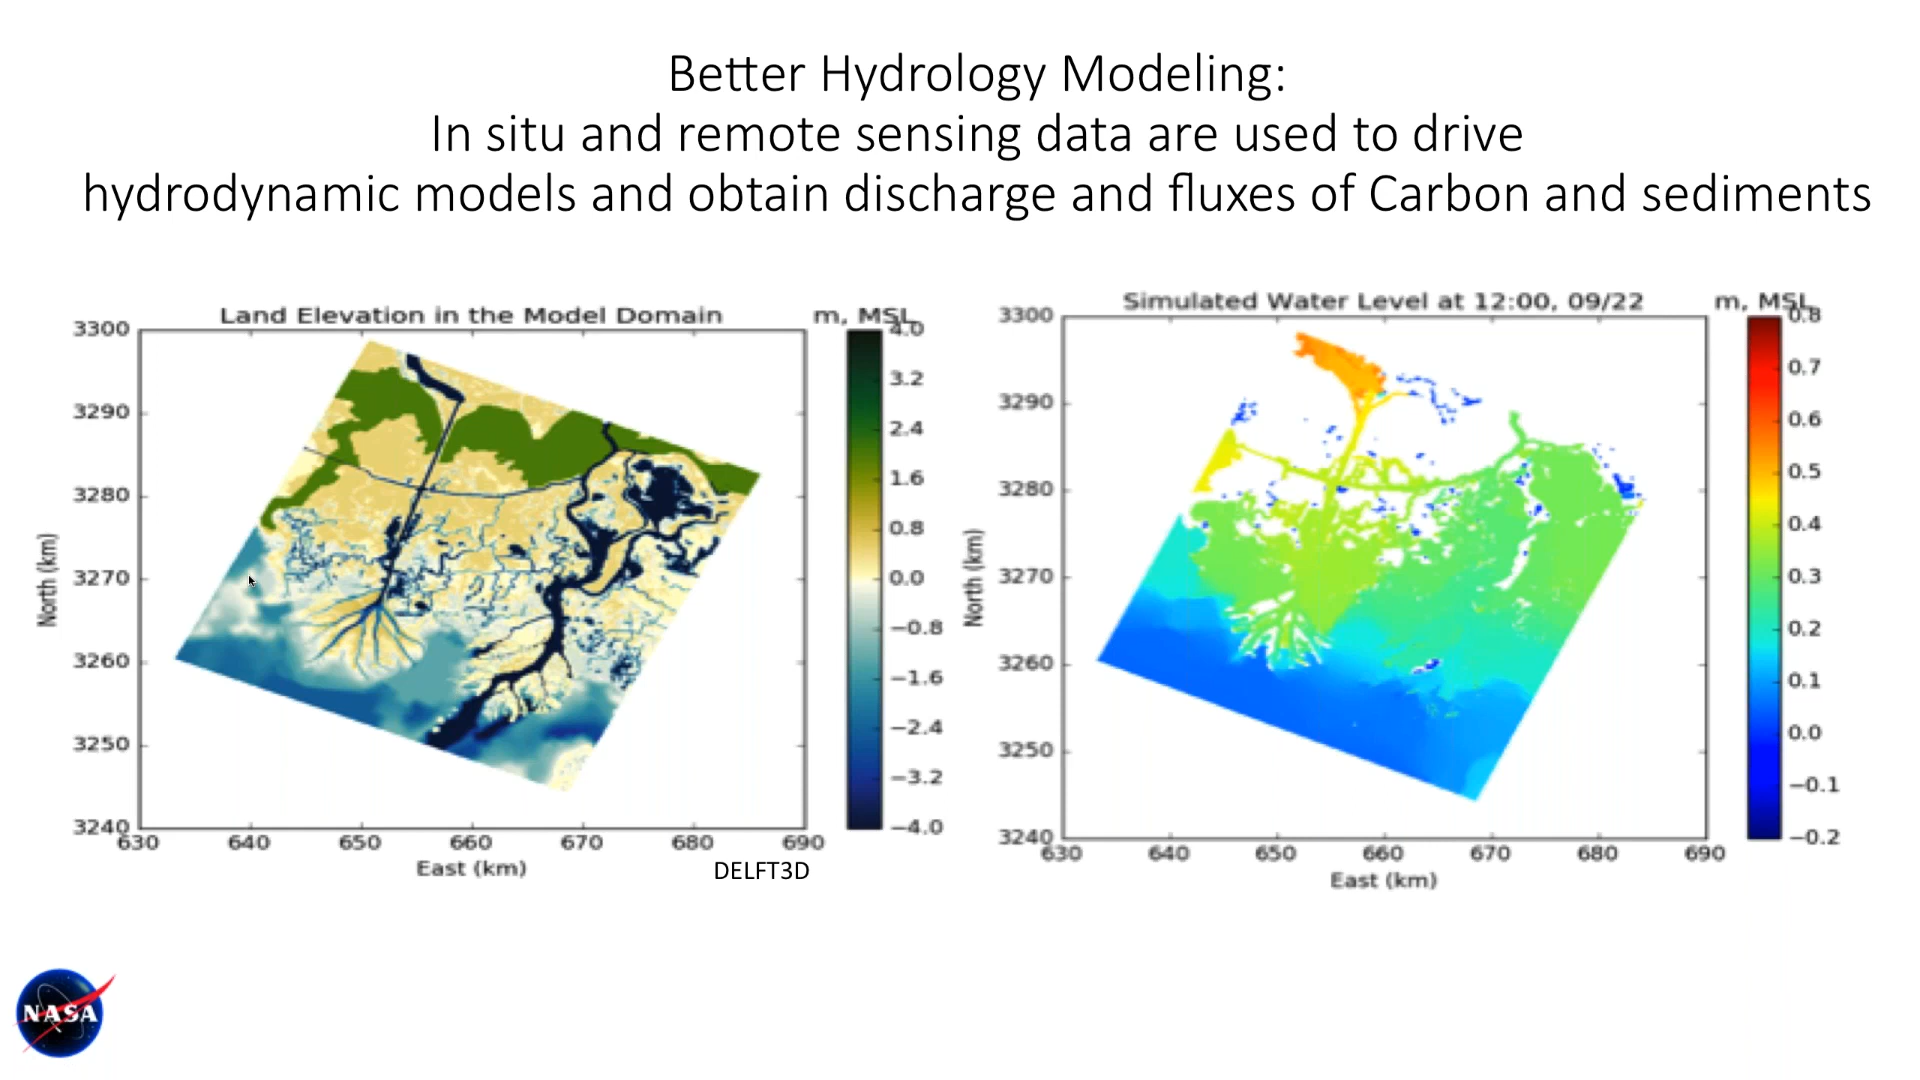 Better Hydrology Modeling:
In situ and remote sensing data are used to drive
hydrodynamic models and obtain discharge and fluxes of Carbon and sediments
Land Elevation in the Model Domain
m, MSL
3300
3290
3280
3270
3260
3250
3240
North (km)
630 640 650 660 670 680 690
East (km)
4.0
3.2
2.4
1.6
0.8
0.0
−0.8
−1.6
−2.4
−3.2
−4.0
DELFT3D
Simulated Water Level at 12:00, 09/22
m, MSL
3300
3290
3280
3270
3260
3250
3240
North (km)
630 640 650 660 670 680 690
East (km)
0.8
0.7
0.6
0.5
0.4
0.3
0.2
0.1
0.0
−0.1
−0.2
NASA